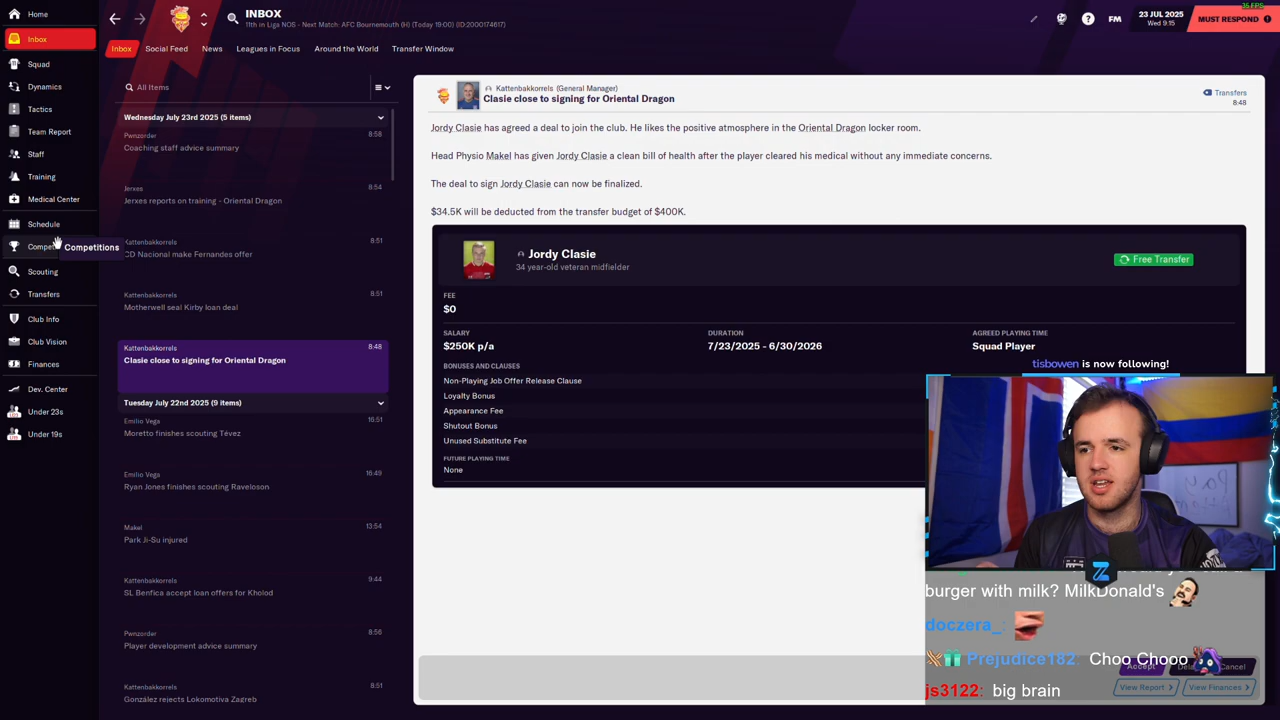 35 FPS
Home
INBOX
11th in Liga NOS - Next Match: AFC Bournemouth (H) (Today 19:00) (ID:2000174617)
FM
23 JUL 2025
Wed 9:15
MUST RESPOND
Inbox
Inbox
Social Feed
News
Leagues in Focus
Around the World
Transfer Window
Squad
Dynamics
Tactics
Team Report
Staff
Training
Medical Center
Schedule
Compet
Competitions
Scouting
Transfers
Club Info
Club Vision
Finances
Dev. Center
Under 23s
Under 19s
All Items
Wednesday July 23rd 2025 (5 items)
Pwnzorder
8:58
Coaching staff advice summary
Jerxes
8:54
Jerxes reports on training - Oriental Dragon
Kattenbakkorrels
8:51
CD Nacional make Fernandes offer
Kattenbakkorrels
8:51
Motherwell seal Kirby loan deal
Kattenbakkorrels
8:48
Clasie close to signing for Oriental Dragon
Tuesday July 22nd 2025 (9 items)
Emilio Vega
16:51
Moretto finishes scouting Tévez
Emilio Vega
16:49
Ryan Jones finishes scouting Raveloson
Makel
13:54
Park Ji-Su injured
Kattenbakkorrels
9:44
SL Benfica accept loan offers for Kholod
Pwnzorder
8:56
Player development advice summary
Kattenbakkorrels
8:51
González rejects Lokomotiva Zagreb
Kattenbakkorrels (General Manager)
Clasie close to signing for Oriental Dragon
Transfers
8:48
Jordy Clasie has agreed a deal to join the club. He likes the positive atmosphere in the Oriental Dragon locker room.
Head Physio Makel has given Jordy Clasie a clean bill of health after the player cleared his medical without any immediate concerns.
The deal to sign Jordy Clasie can now be finalized.
$34.5K will be deducted from the transfer budget of $400K.
Jordy Clasie
34 year-old veteran midfielder
Free Transfer
FEE
$0
SALARY
$250K p/a
DURATION
7/23/2025 - 6/30/2026
AGREED PLAYING TIME
Squad Player
BONUSES AND CLAUSES
Non-Playing Job Offer Release Clause
Loyalty Bonus
Appearance Fee
Shutout Bonus
Unused Substitute Fee
FUTURE PLAYING TIME
None
tisbowen is now following!
burger with milk? MilkDonald's
doczera_:
Prejudice182: Choo Chooo
js3122: big brain
Accept
Cancel
View Report
View Finances